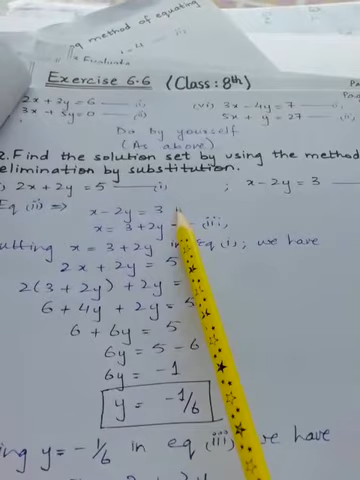 method of equating
Exercise 6.6 (Class: 8th)
2x + 3y = 6 (i, (vi) 3x - 4y = 7
5y = 0 (ii 5x + y = 27 (ii
Do by yourself
(As above)
2. Find the solution set by using the method
elimination by substitution.
) 2x + 2y = 5 (i) ; x - 2y = 3
Eq (ii) => x - 2y = 3
x = 3 + 2y (iii,
utting x = 3 + 2y in Eq (i); we have
2x + 2y = 5
2(3 + 2y) + 2y =
6 + 4y + 2y = 5
6 + 6y = 5
6y = 5 - 6
6y = -1
y = -1/6
ing y = -1/6 in eq (iii) we have